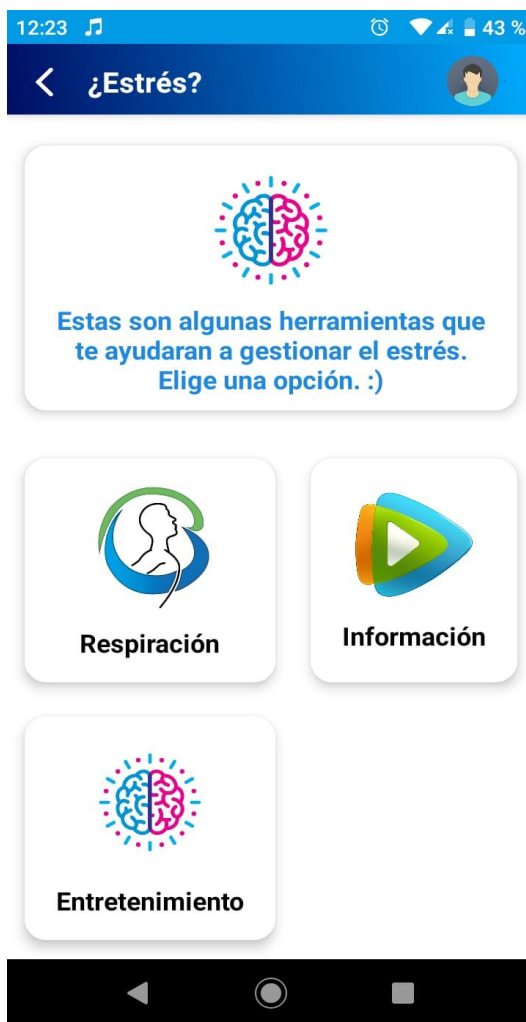 12:23 43 %
¿Estrés?
Estas son algunas herramientas que
te ayudaran a gestionar el estrés.
Elige una opción. :)
Respiración
Información
Entretenimiento